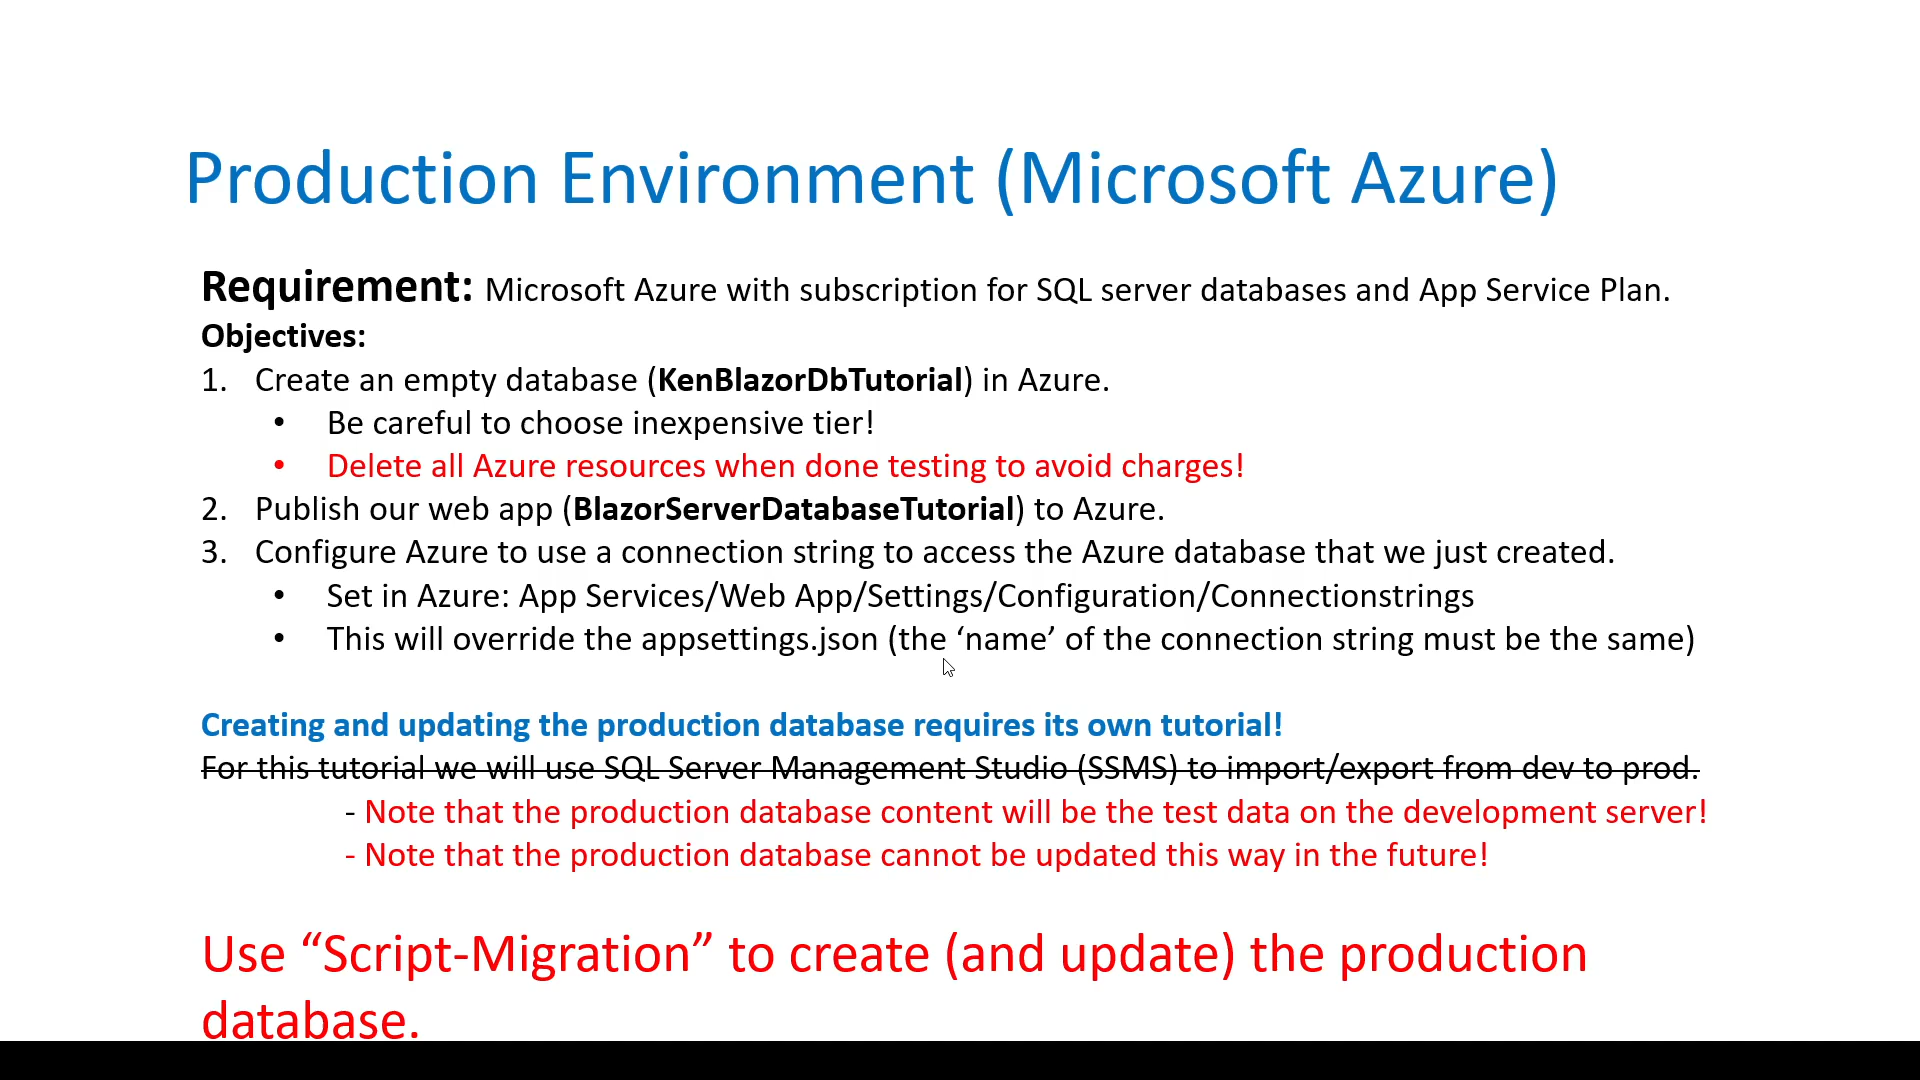 Production Environment (Microsoft Azure)
Requirement: Microsoft Azure with subscription for SQL server databases and App Service Plan.
Objectives:
1. Create an empty database (KenBlazorDbTutorial) in Azure.
• Be careful to choose inexpensive tier!
• Delete all Azure resources when done testing to avoid charges!
2. Publish our web app (BlazorServerDatabaseTutorial) to Azure.
3. Configure Azure to use a connection string to access the Azure database that we just created.
• Set in Azure: App Services/Web App/Settings/Configuration/Connectionstrings
• This will override the appsettings.json (the ‘name’ of the connection string must be the same)
Creating and updating the production database requires its own tutorial!
For this tutorial we will use SQL Server Management Studio (SSMS) to import/export from dev to prod.
- Note that the production database content will be the test data on the development server!
- Note that the production database cannot be updated this way in the future!
Use “Script-Migration” to create (and update) the production
database.